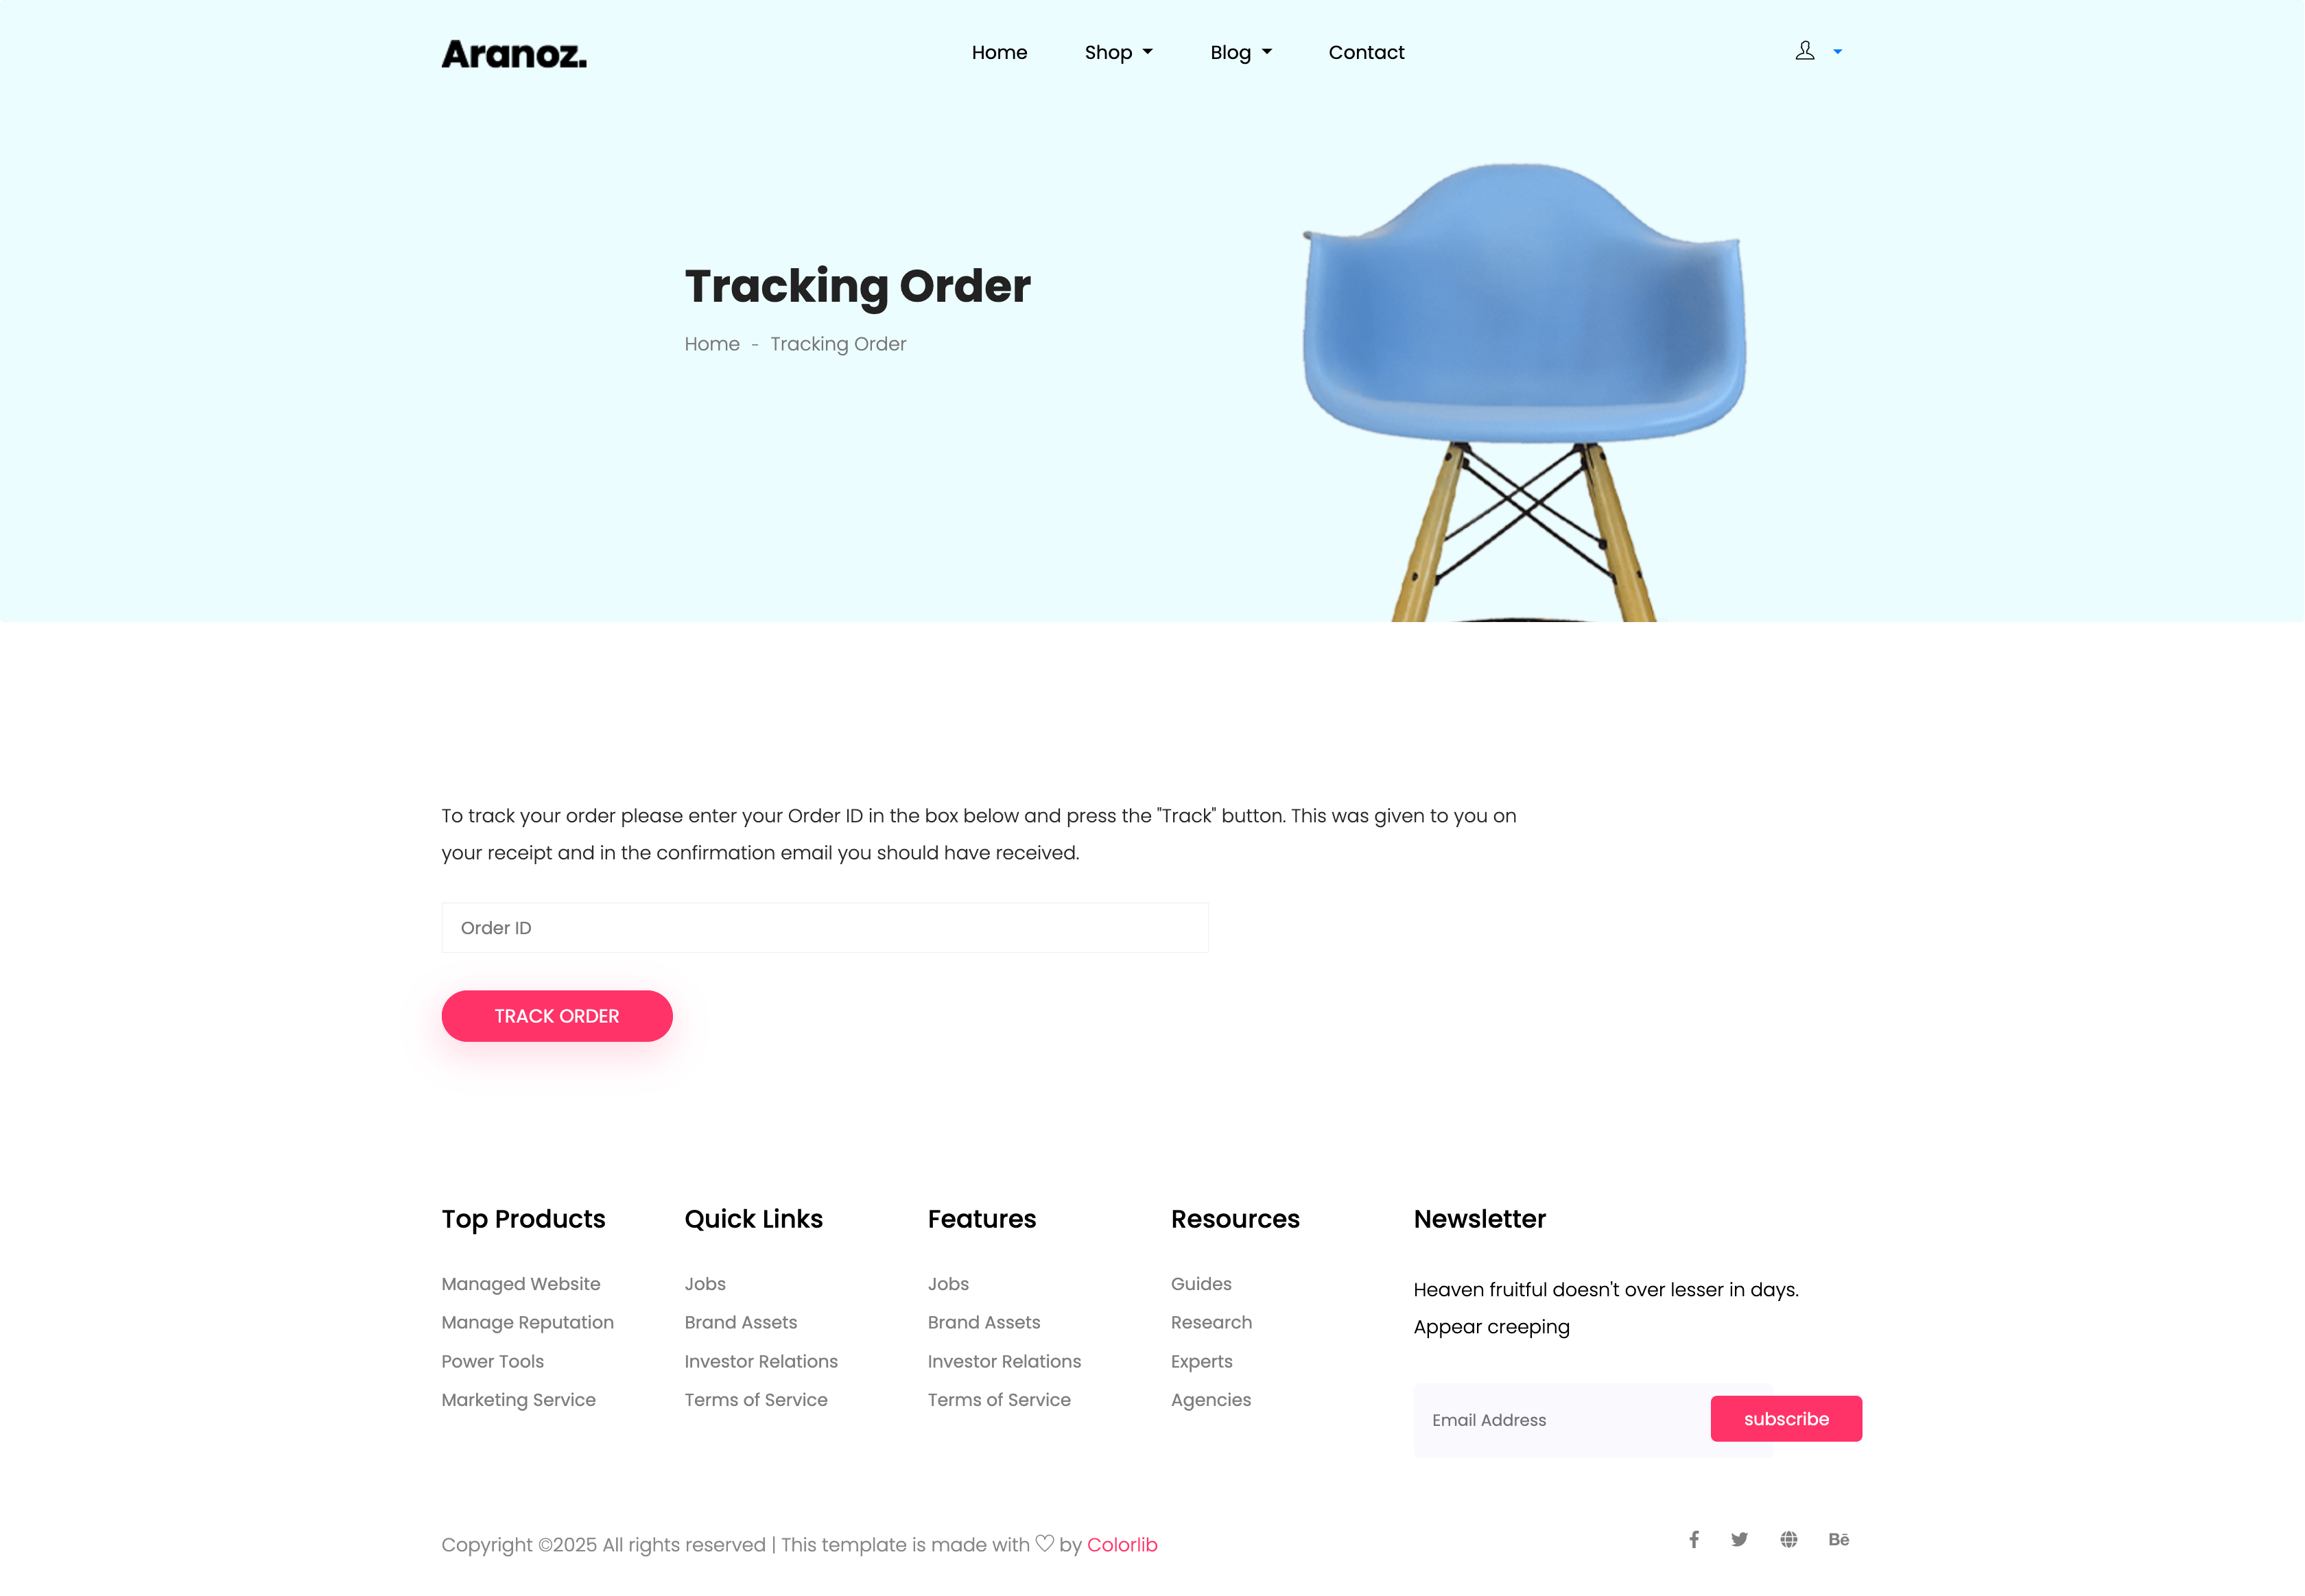 Aranoz.
Home
Shop
Blog
Contact
Tracking Order
Home - Tracking Order
To track your order please enter your Order ID in the box below and press the "Track" button. This was given to you on
your receipt and in the confirmation email you should have received.
Order ID
TRACK ORDER
Top Products
Managed Website
Manage Reputation
Power Tools
Marketing Service
Quick Links
Jobs
Brand Assets
Investor Relations
Terms of Service
Features
Jobs
Brand Assets
Investor Relations
Terms of Service
Resources
Guides
Research
Experts
Agencies
Newsletter
Heaven fruitful doesn't over lesser in days.
Appear creeping
Email Address
subscribe
Copyright ©2025 All rights reserved | This template is made with ♡ by Colorlib
Bē